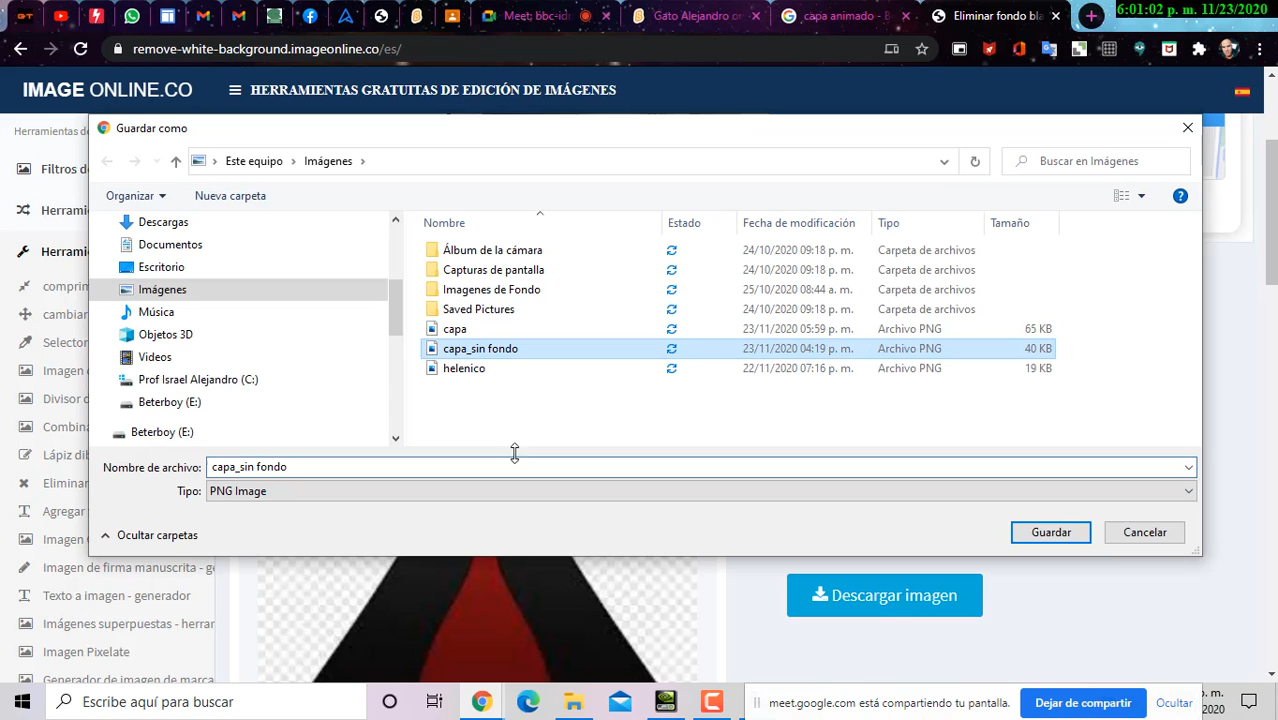 Meet; bbc-id
Gato Alejandro on
capa animado - B
Eliminar fondo bla
6:01:02 p. m. 11/23/2020
remove-white-background.imageonline.co/es/
IMAGE ONLINE.CO
HERRAMIENTAS GRATUITAS DE EDICIÓN DE IMÁGENES
Herramientas de
Filtros d
Herrami
Herramie
compri
cambiar
Selector
Imagen d
Divisor d
Combina
Lápiz dib
Eliminar
Agregar
Imagen
Imagen de firma manuscrita - ge
Texto a imagen - generador
Imágenes superpuestas - herram
Imagen Pixelate
Generador de imagen de marca
Guardar como
Este equipo
Imágenes
Buscar en Imágenes
Organizar
Nueva carpeta
Descargas
Documentos
Escritorio
Imágenes
Música
Objetos 3D
Videos
Prof Israel Alejandro (C:)
Beterboy (E:)
Beterboy (E:)
Nombre Estado Fecha de modificación Tipo Tamaño
Álbum de la cámara 24/10/2020 09:18 p. m. Carpeta de archivos
Capturas de pantalla 24/10/2020 09:18 p. m. Carpeta de archivos
Imagenes de Fondo 25/10/2020 08:44 a. m. Carpeta de archivos
Saved Pictures 24/10/2020 09:18 p. m. Carpeta de archivos
capa 23/11/2020 05:59 p. m. Archivo PNG 65 KB
capa_sin fondo 23/11/2020 04:19 p. m. Archivo PNG 40 KB
helenico 22/11/2020 07:16 p. m. Archivo PNG 19 KB
Nombre de archivo: capa_sin fondo
Tipo: PNG Image
Ocultar carpetas
Guardar
Cancelar
Descargar imagen
Escribe aquí para buscar
meet.google.com está compartiendo tu pantalla.
Dejar de compartir
Ocultar
. m.
2020